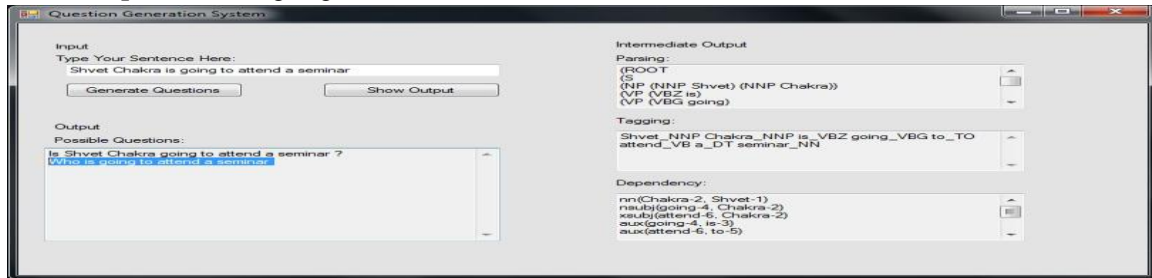 Question Generation System
Input
Type Your Sentence Here:
Shvet Chakra is going to attend a seminar
Generate Questions
Show Output
Output
Possible Questions:
Is Shvet Chakra going to attend a seminar ?
Who is going to attend a seminar
Intermediate Output
Parsing:
(ROOT
(S
(NP (NNP Shvet) (NNP Chakra))
(VP (VBZ is)
(VP (VBG going)
Tagging:
Shvet_NNP Chakra_NNP is_VBZ going_VBG to_TO
attend_VB a_DT seminar_NN
Dependency:
nn(Chakra-2, Shvet-1)
nsubj(going-4, Chakra-2)
xsubj(attend-6, Chakra-2)
aux(going-4, is-3)
aux(attend-6, to-5)